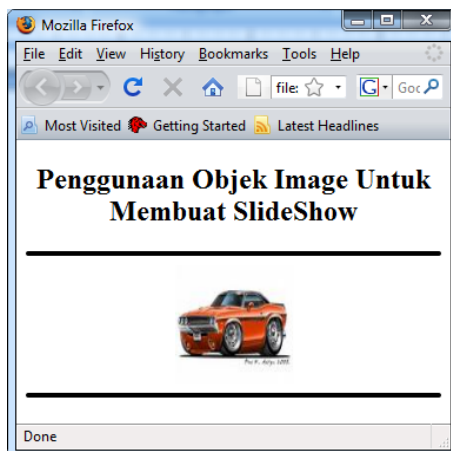 Mozilla Firefox
File Edit View History Bookmarks Tools Help
file: G Goo
Most Visited Getting Started Latest Headlines
Penggunaan Objek Image Untuk
Membuat SlideShow
Done